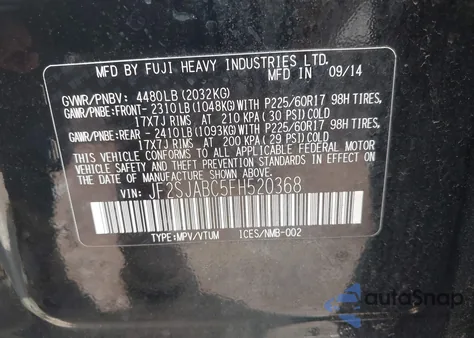 MFD BY FUJI HEAVY INDUSTRIES LTD.
MADE IN JAPAN 09/14
GVWR/PNBV: 4480LB(2032KG)
GAWR/PNBE:FRONT-2310LB(1048KG)WITH P225/60R17 98H TIRES,
17X7J RIMS, AT 210 KPA(30 PSI)COLD
GAWR/PNBE:REAR -2410LB(1093KG)WITH P225/60R17 98H TIRES,
17X7J RIMS, AT 200 KPA(29 PSI)COLD
THIS VEHICLE CONFORMS TO ALL APPLICABLE FEDERAL MOTOR
VEHICLE SAFETY AND THEFT PREVENTION STANDARDS IN EFFECT
ON THE DATE OF MANUFACTURE SHOWN ABOVE.
VIN: JF2SJABC5FH520368
TYPE:MPV/VTUM 1CES/NMB-002
autoSnap